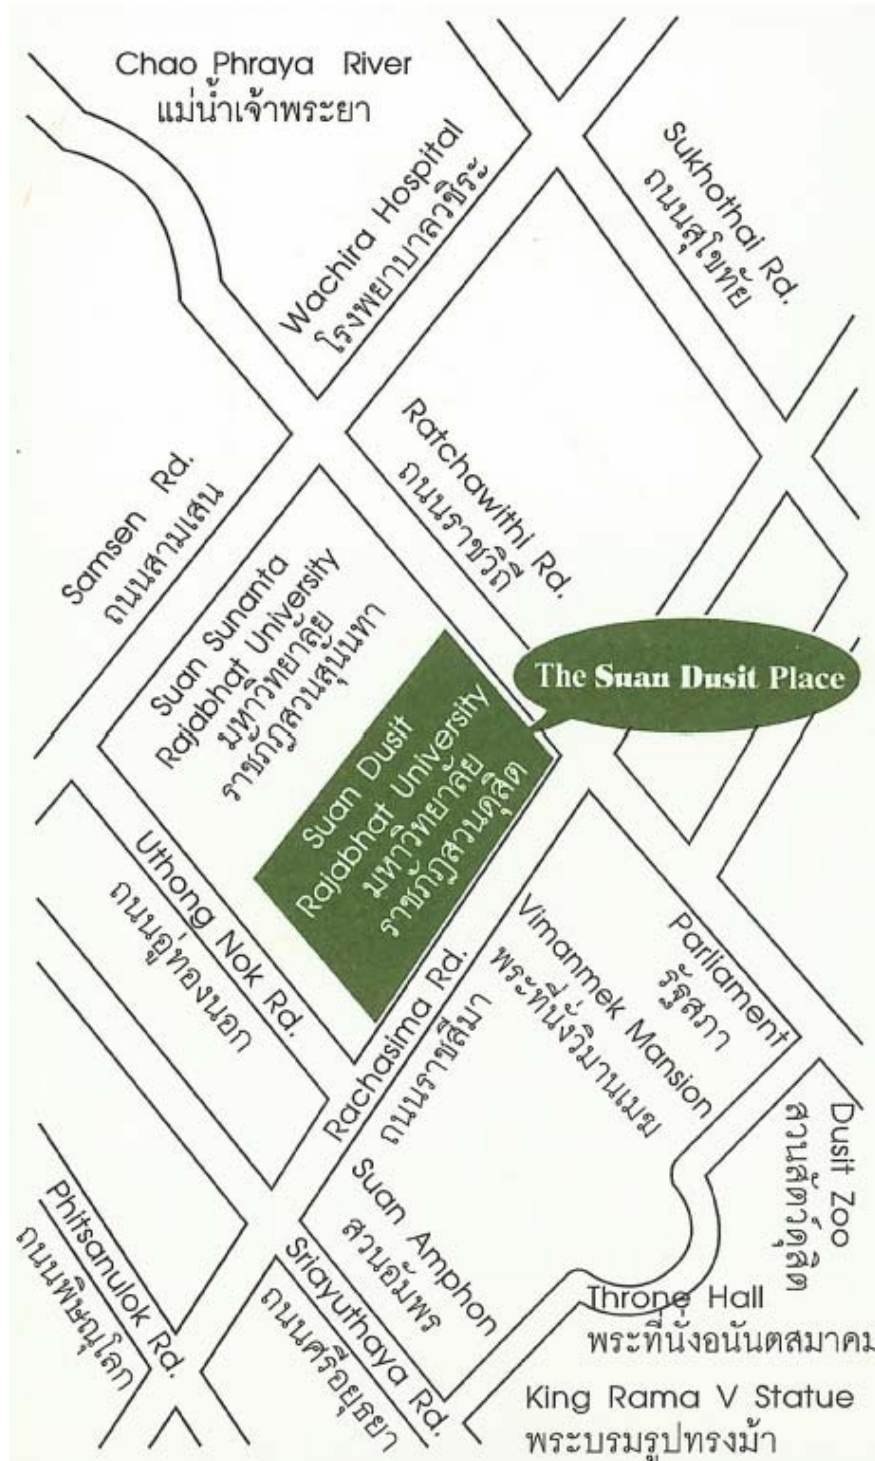 Chao Phraya River
แม่น้ำเจ้าพระยา
Wachira Hospital
โรงพยาบาลวชิระ
Sukhothai Rd.
ถนนสุโขทัย
Ratchawithi Rd.
ถนนราชวิถี
Samsen Rd.
ถนนสามเสน
Suan Sunanta
Rajabhat University
มหาวิทยาลัย
ราชภัฏสวนสุนันทา
The Suan Dusit Place
Suan Dusit
Rajabhat University
มหาวิทยาลัย
ราชภัฏสวนดุสิต
Uthong Nok Rd.
ถนนอู่ทองนอก
Rachasima Rd.
ถนนราชสีมา
Vimanmek Mansion
พระที่นั่งวิมานเมฆ
Parliament
รัฐสภา
Dusit Zoo
สวนสัตว์ดุสิต
Suan Amphon
สวนอัมพร
Sriayuthaya Rd.
ถนนศรีอยุธยา
Phitsanulok Rd.
ถนนพิษณุโลก
Throne Hall
พระที่นั่งอนันตสมาคม
King Rama V Statue
พระบรมรูปทรงม้า